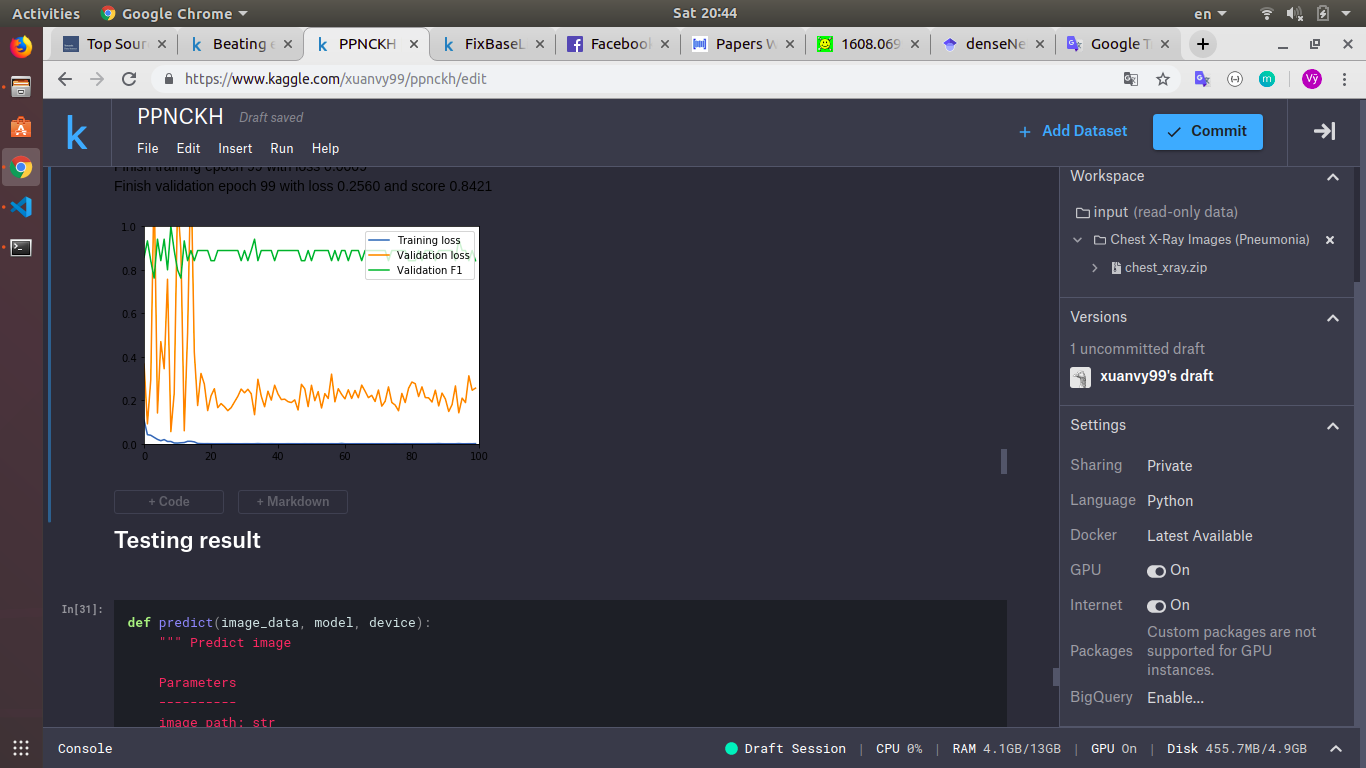 Activities Google Chrome Sat 20:44 en
Top Sour Beating e PPNCKH FixBaseL Facebook Papers W 1608.069 denseNe Google T
https://www.kaggle.com/xuanvy99/ppnckh/edit Vỹ
k PPNCKH Draft saved + Add Dataset Commit
File Edit Insert Run Help
Finish training epoch 99 with loss
Finish validation epoch 99 with loss 0.2560 and score 0.8421
1.0
0.8
0.6
0.4
0.2
0.0
0 20 40 60 80 100
Training loss
Validation loss
Validation F1
+ Code + Markdown
Testing result
In[31]:
def predict(image_data, model, device):
""" Predict image
Parameters
----------
image path: str
Workspace
input (read-only data)
Chest X-Ray Images (Pneumonia)
chest_xray.zip
Versions
1 uncommitted draft
xuanvy99's draft
Settings
Sharing Private
Language Python
Docker Latest Available
GPU On
Internet On
Packages Custom packages are not
supported for GPU
instances.
BigQuery Enable...
Console Draft Session | CPU 0% | RAM 4.1GB/13GB | GPU On | Disk 455.7MB/4.9GB